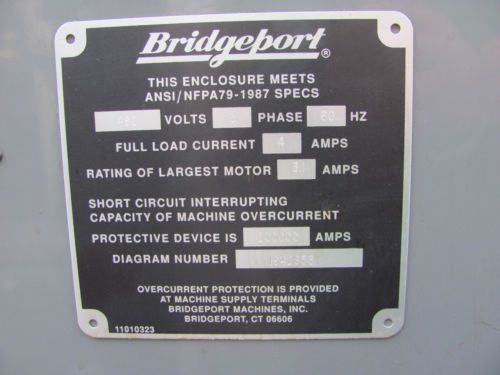 Bridgeport®
THIS ENCLOSURE MEETS
ANSI/NFPA79-1987 SPECS
VOLTS PHASE 60 HZ
FULL LOAD CURRENT 4 AMPS
RATING OF LARGEST MOTOR AMPS
SHORT CIRCUIT INTERRUPTING
CAPACITY OF MACHINE OVERCURRENT
PROTECTIVE DEVICE IS AMPS
DIAGRAM NUMBER
OVERCURRENT PROTECTION IS PROVIDED
AT MACHINE SUPPLY TERMINALS
BRIDGEPORT MACHINES, INC.
BRIDGEPORT, CT 06606
11010323